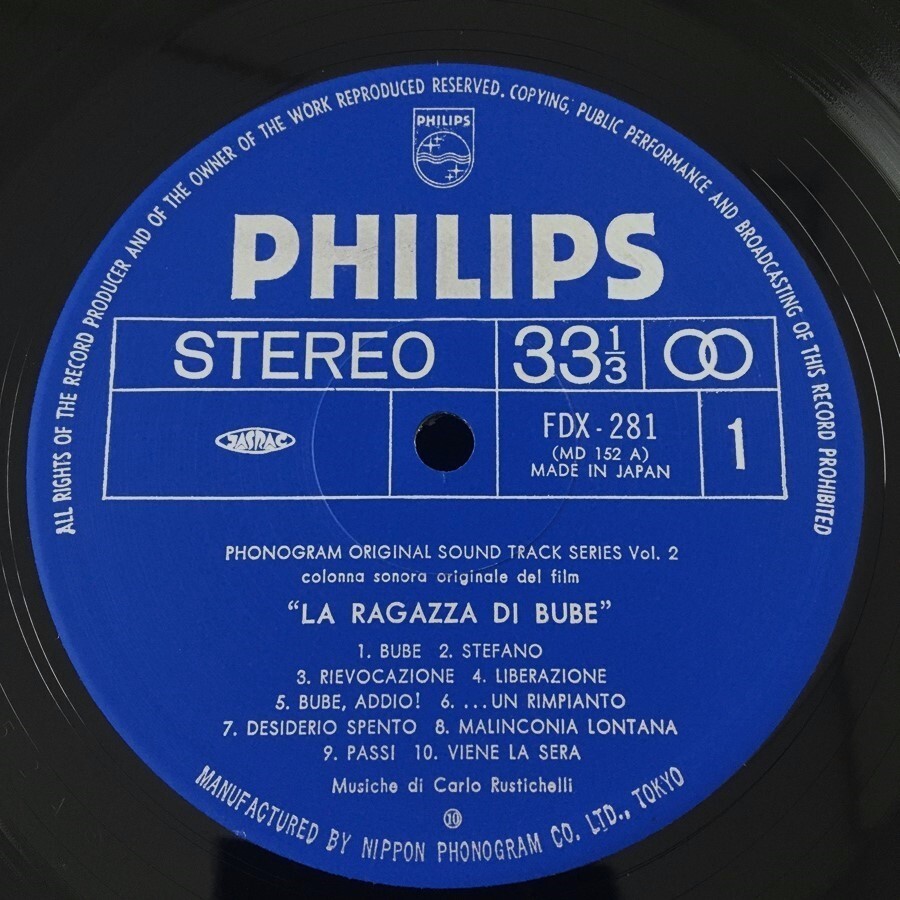 ALL RIGHTS OF THE RECORD PRODUCER AND OF THE OWNER OF THE WORK REPRODUCED RESERVED. COPYING, PUBLIC PERFORMANCE AND BROADCASTING OF THIS RECORD PROHIBITED
PHILIPS
PHILIPS
STEREO 33 1/3
JASRAC
FDX-281
(MD 152 A)
MADE IN JAPAN
1
PHONOGRAM ORIGINAL SOUND TRACK SERIES Vol. 2
colonna sonora originale del film
"LA RAGAZZA DI BUBE"
1. BUBE 2. STEFANO
3. RIEVOCAZIONE 4. LIBERAZIONE
5. BUBE, ADDIO! 6. ...UN RIMPIANTO
7. DESIDERIO SPENTO 8. MALINCONIA LONTANA
9. PASSI 10. VIENE LA SERA
Musiche di Carlo Rustichelli
⑩
MANUFACTURED BY NIPPON PHONOGRAM CO. LTD., TOKYO